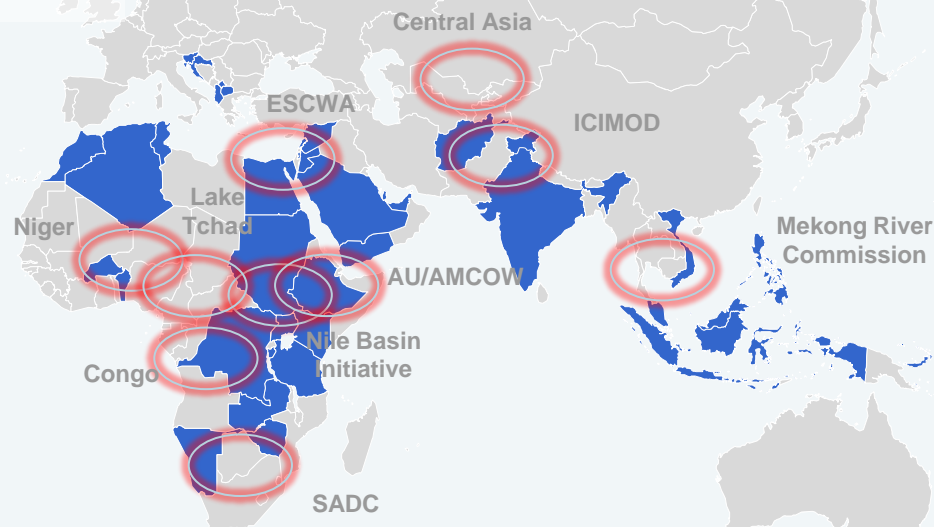 Central Asia
ESCWA
ICIMOD
Lake
Tchad
Niger
Mekong River
Commission
AU/AMCOW
Nile Basin
Initiative
Congo
SADC